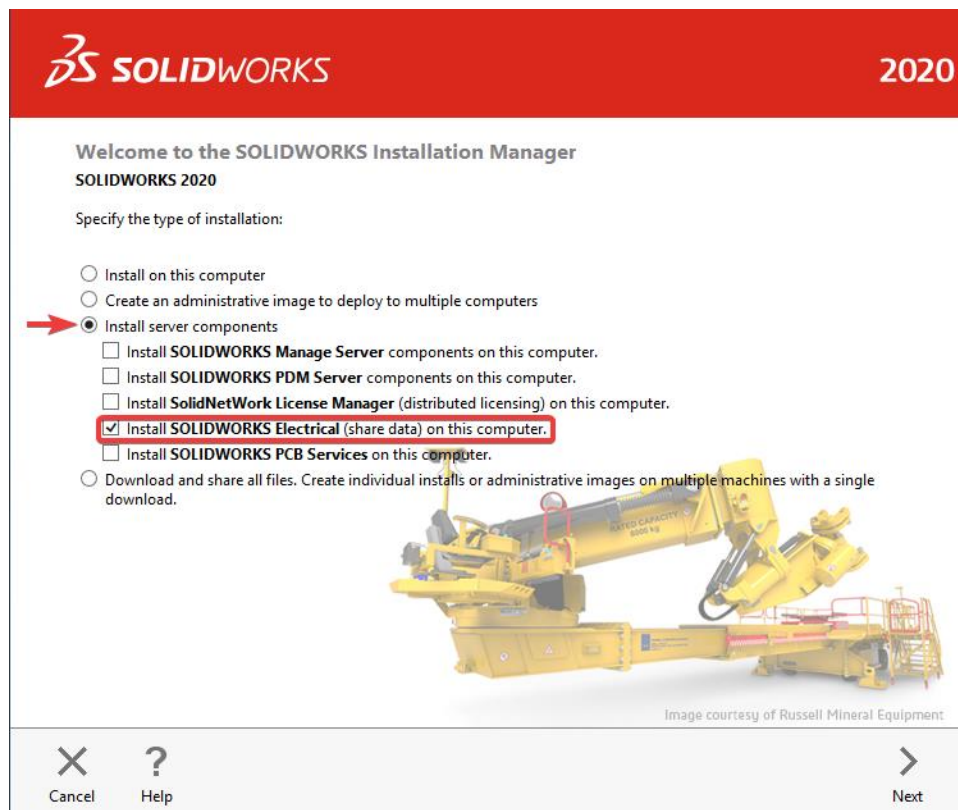 SOLIDWORKS
2020
Welcome to the SOLIDWORKS Installation Manager
SOLIDWORKS 2020
Specify the type of installation:
Install on this computer
Create an administrative image to deploy to multiple computers
Install server components
Install SOLIDWORKS Manage Server components on this computer.
Install SOLIDWORKS PDM Server components on this computer.
Install SolidNetWork License Manager (distributed licensing) on this computer.
Install SOLIDWORKS Electrical (share data) on this computer.
Install SOLIDWORKS PCB Services on this computer.
Download and share all files. Create individual installs or administrative images on multiple machines with a single
download.
RATED CAPACITY
6000 kg
Image courtesy of Russell Mineral Equipment
Cancel
Help
Next